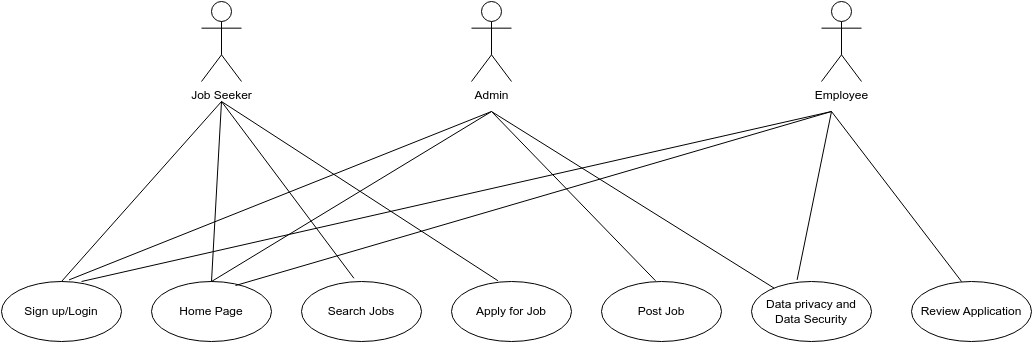 Job Seeker
Admin
Employee
Sign up/Login
Home Page
Search Jobs
Apply for Job
Post Job
Data privacy and
Data Security
Review Application